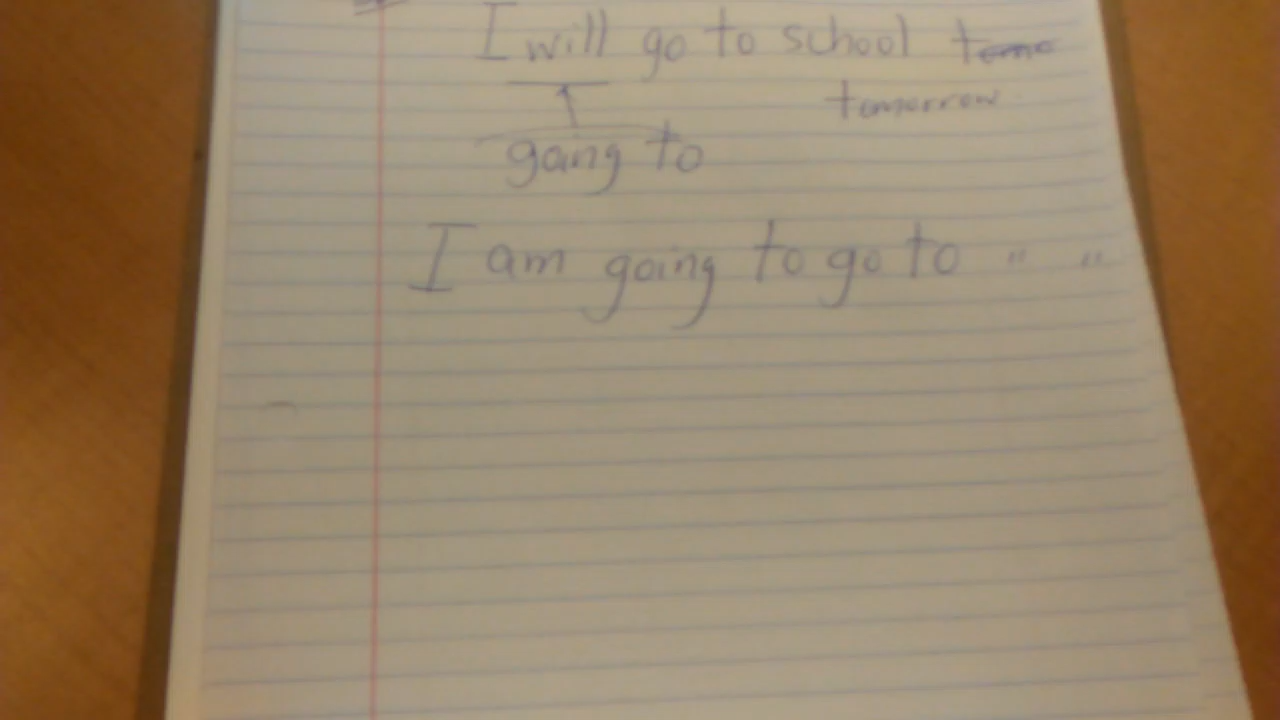 I will go to school tomo
tomorrow
going to
I am going to go to " "